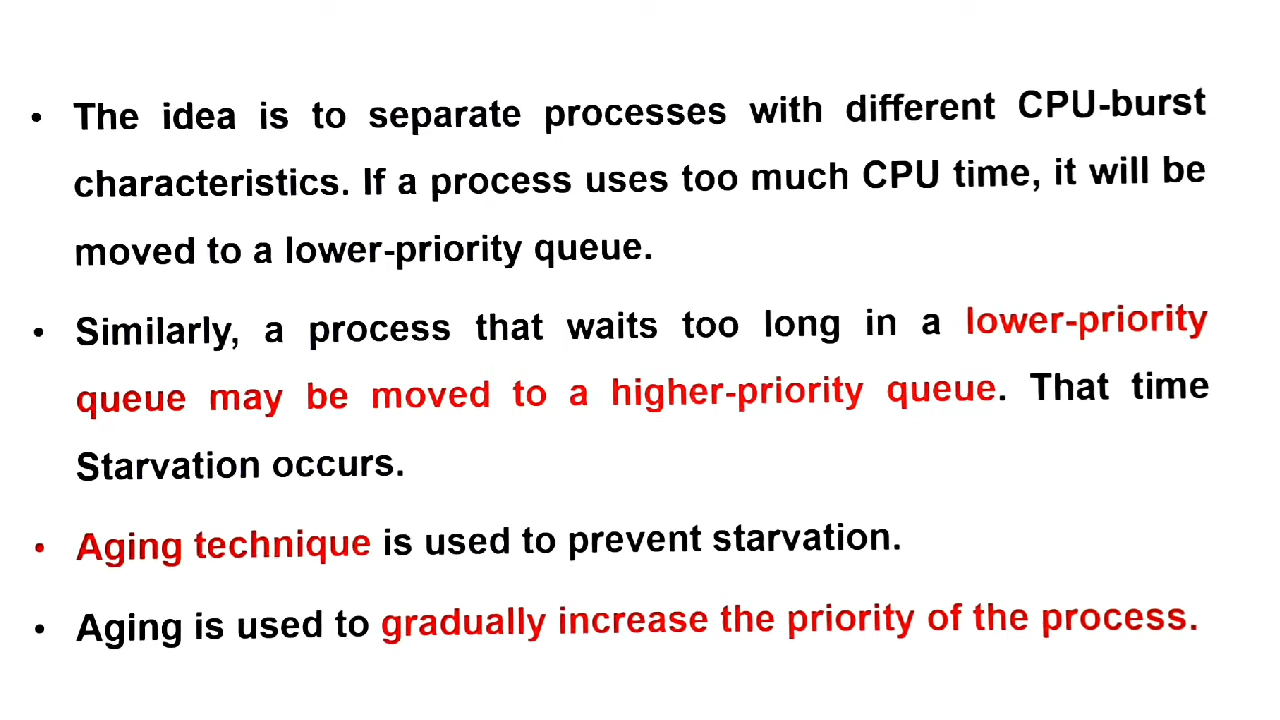 • The idea is to separate processes with different CPU-burst
characteristics. If a process uses too much CPU time, it will be
moved to a lower-priority queue.
• Similarly, a process that waits too long in a lower-priority
queue may be moved to a higher-priority queue. That time
Starvation occurs.
• Aging technique is used to prevent starvation.
• Aging is used to gradually increase the priority of the process.